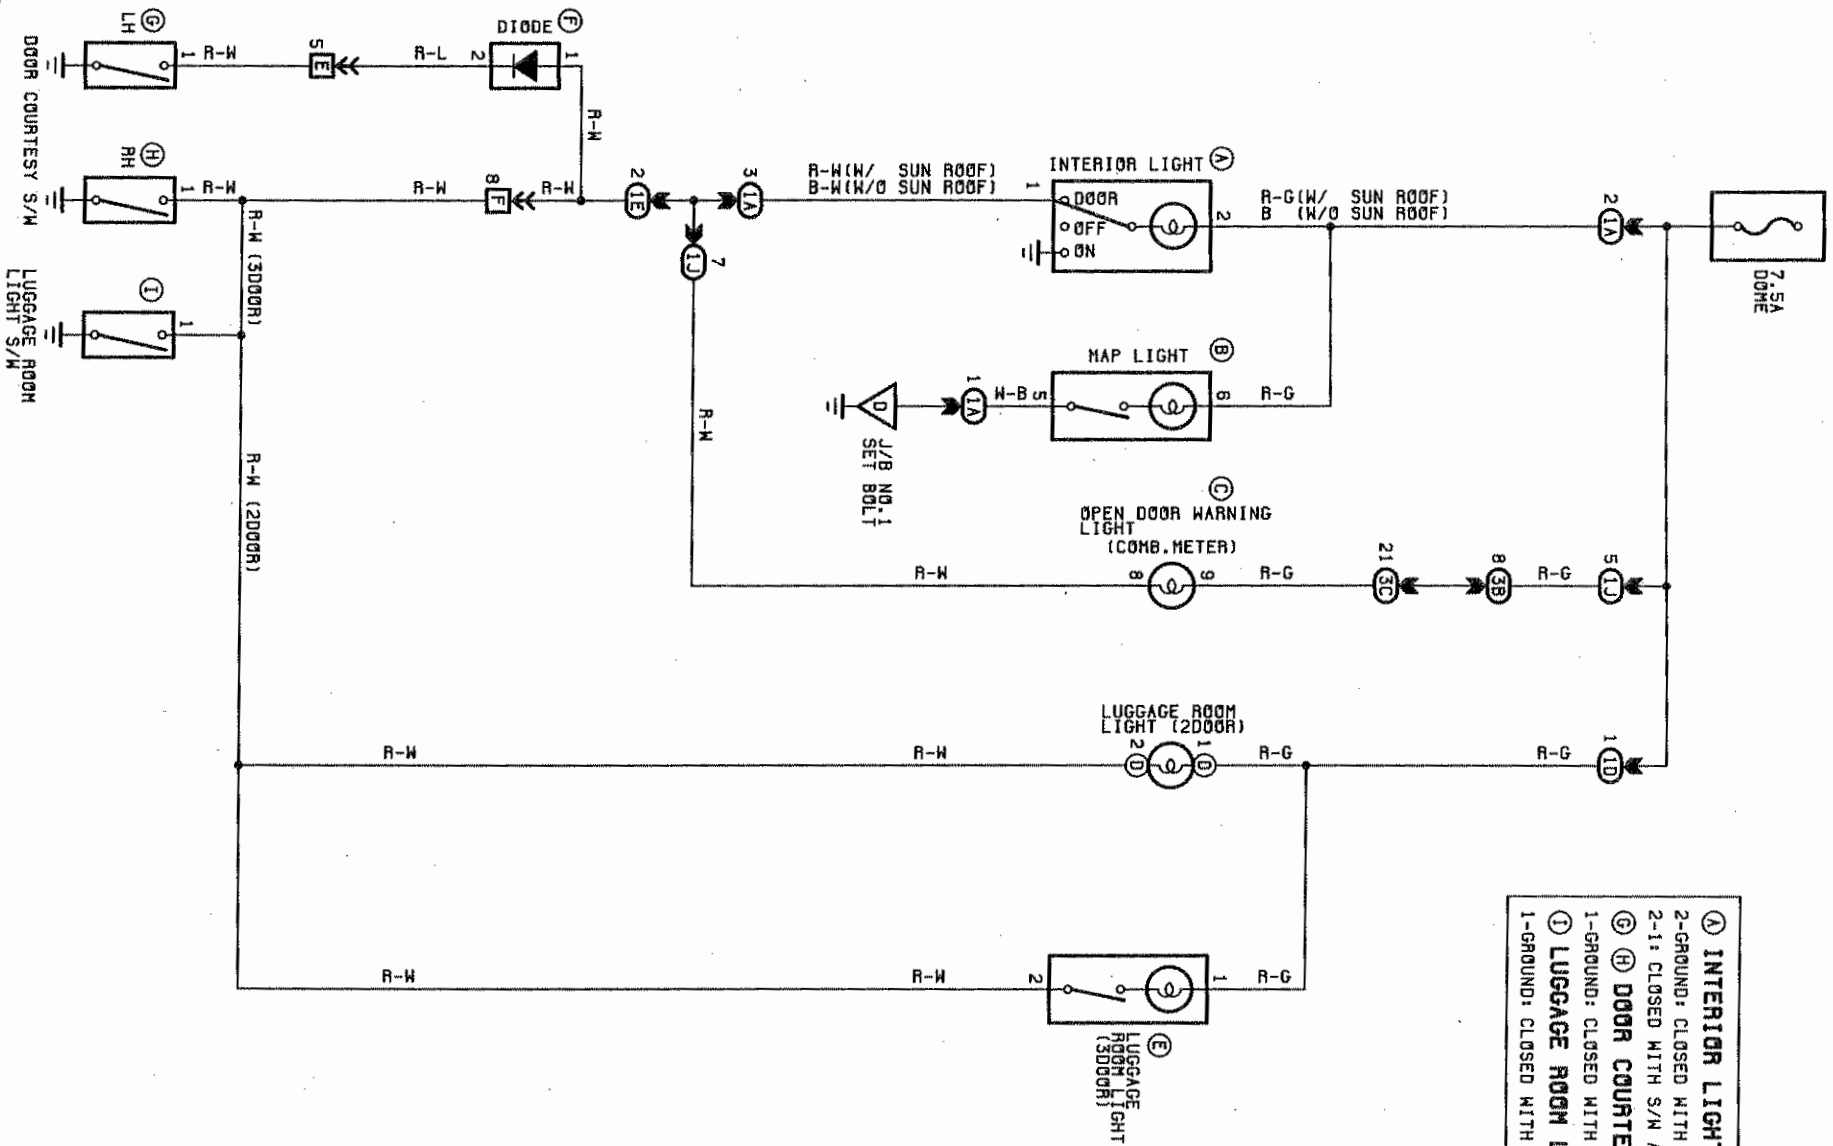 G
LH
1
R-W
5
E
R-L
2
DIODE
F
1
R-W
DOOR COURTESY S/W
H
RH
1
R-W
R-W
8
F
R-W
2
1E
3
1A
R-W(W/ SUN ROOF)
B-W(W/O SUN ROOF)
1
INTERIOR LIGHT
A
DOOR
OFF
ON
2
R-G(W/ SUN ROOF)
B (W/O SUN ROOF)
2
1A
7.5A
DOME
R-W (3DOOR)
1J
7
I
1
LUGGAGE ROOM
LIGHT S/W
MAP LIGHT
B
D
1
1A
W-B
5
6
R-G
J/B NO.1
SET BOLT
R-W
R-W (2DOOR)
C
OPEN DOOR WARNING
LIGHT
(COMB.METER)
R-W
8
9
R-G
21
3C
8
3B
R-G
5
1J
LUGGAGE ROOM
LIGHT (2DOOR)
R-W
R-W
2
D
1
D
R-G
R-G
1
1D
R-W
R-W
2
1
R-G
E
LUGGAGE
ROOM LIGHT
(3DOOR)
A INTERIOR LIGHT
2-GROUND: CLOSED WITH
2-1: CLOSED WITH S/W
G H DOOR COURTE
1-GROUND: CLOSED WITH
I LUGGAGE ROOM
1-GROUND: CLOSED WITH